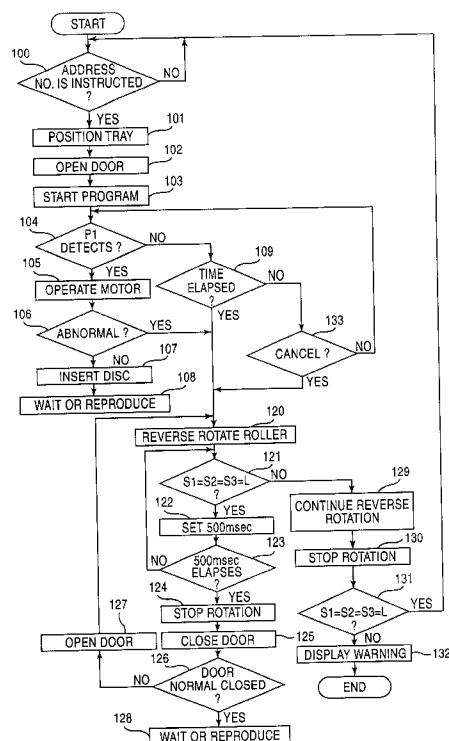 START
100
ADDRESS
NO. IS INSTRUCTED
?
NO
YES
101
POSITION TRAY
102
OPEN DOOR
103
START PROGRAM
104
P1
DETECTS ?
NO
YES
105
OPERATE MOTOR
109
TIME
ELAPSED
?
NO
YES
106
ABNORMAL ?
YES
NO
133
CANCEL ?
NO
YES
107
INSERT DISC
108
WAIT OR REPRODUCE
120
REVERSE ROTATE ROLLER
121
S1=S2=S3=L
?
NO
YES
122
SET 500msec
123
500msec
ELAPSES
?
NO
YES
124
STOP ROTATION
125
CLOSE DOOR
126
DOOR
NORMAL CLOSED
?
NO
YES
127
OPEN DOOR
128
WAIT OR REPRODUCE
129
CONTINUE REVERSE
ROTATION
130
STOP ROTATION
131
S1=S2=S3=L
?
YES
NO
DISPLAY WARNING
132
END